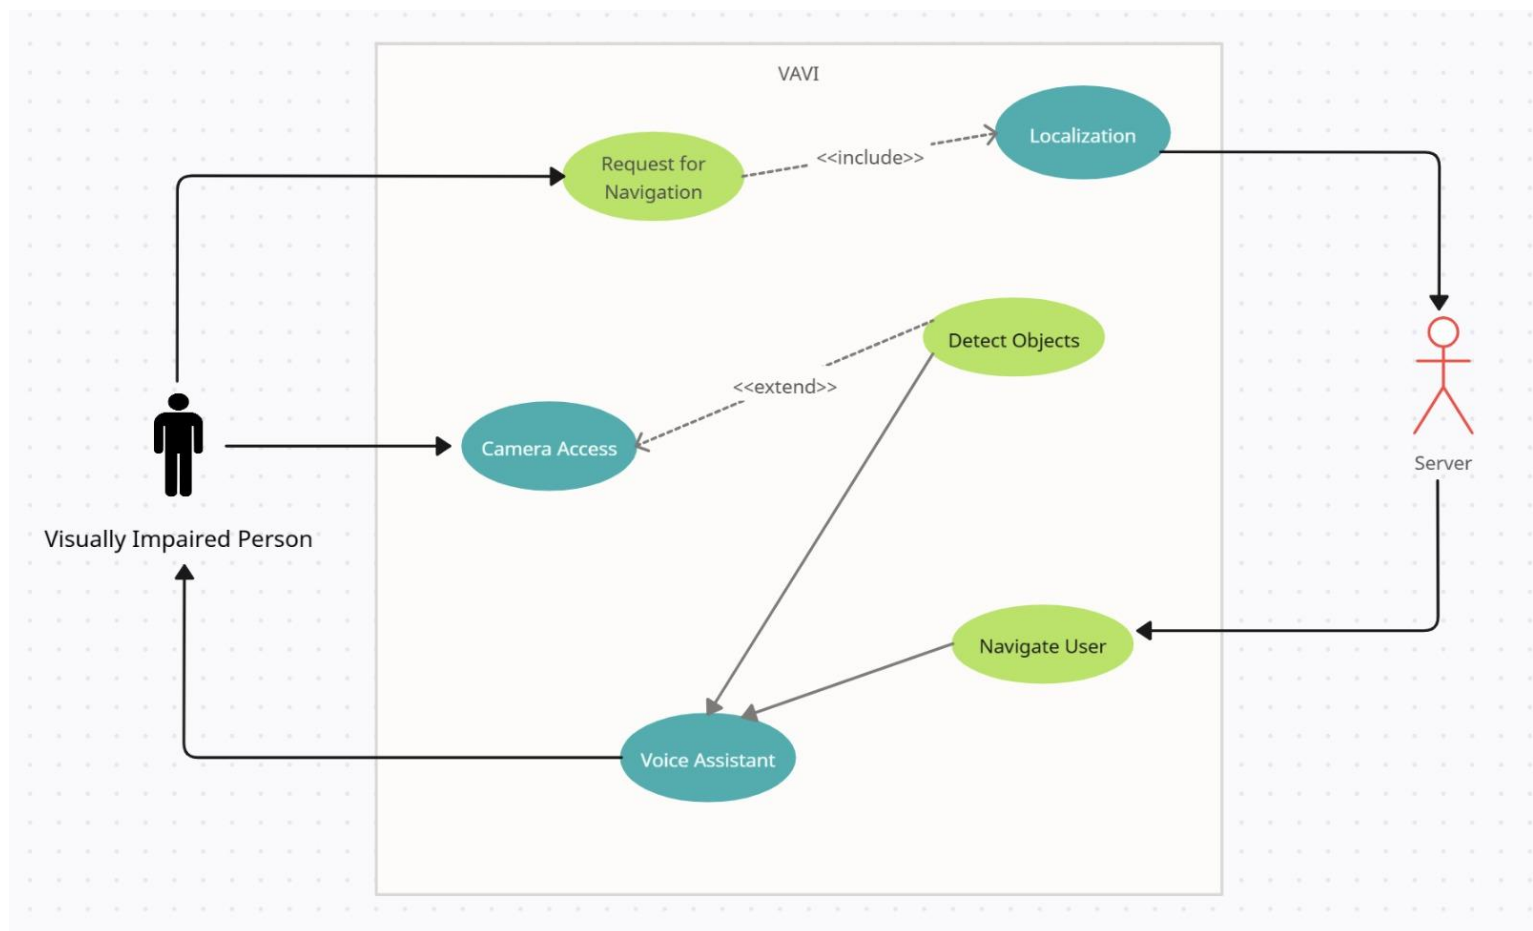 VAVI
Localization
Request for
Navigation
<<include>>
Detect Objects
<<extend>>
Camera Access
Server
Visually Impaired Person
Navigate User
Voice Assistant